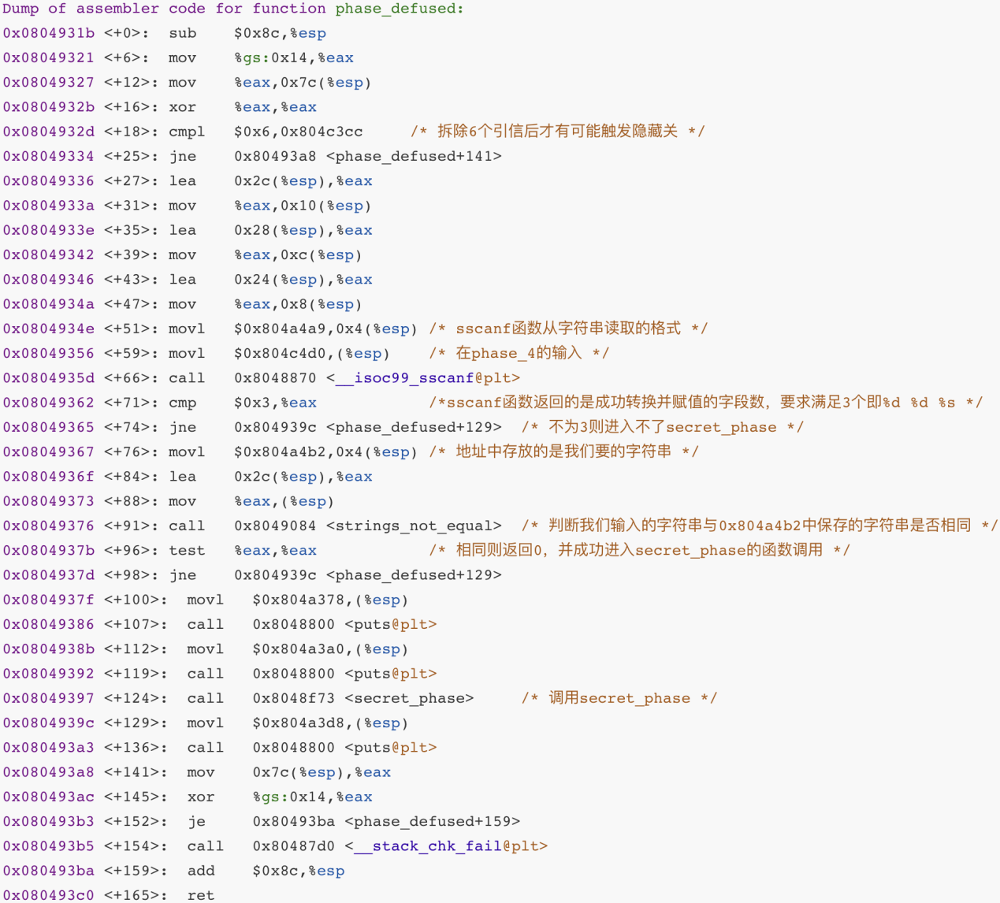 Dump of assembler code for function phase_defused:
0x0804931b <+0>: sub $0x8c,%esp
0x08049321 <+6>: mov %gs:0x14,%eax
0x08049327 <+12>: mov %eax,0x7c(%esp)
0x0804932b <+16>: xor %eax,%eax
0x0804932d <+18>: cmpl $0x6,0x804c3cc /* 拆除6个引信后才有可能触发隐藏关 */
0x08049334 <+25>: jne 0x80493a8 <phase_defused+141>
0x08049336 <+27>: lea 0x2c(%esp),%eax
0x0804933a <+31>: mov %eax,0x10(%esp)
0x0804933e <+35>: lea 0x28(%esp),%eax
0x08049342 <+39>: mov %eax,0xc(%esp)
0x08049346 <+43>: lea 0x24(%esp),%eax
0x0804934a <+47>: mov %eax,0x8(%esp)
0x0804934e <+51>: movl $0x804a4a9,0x4(%esp) /* sscanf函数从字符串读取的格式 */
0x08049356 <+59>: movl $0x804c4d0,(%esp) /* 在phase_4的输入 */
0x0804935d <+66>: call 0x8048870 <__isoc99_sscanf@plt>
0x08049362 <+71>: cmp $0x3,%eax /*sscanf函数返回的是成功转换并赋值的字段数，要求满足3个即%d %d %s */
0x08049365 <+74>: jne 0x804939c <phase_defused+129> /* 不为3则进入不了secret_phase */
0x08049367 <+76>: movl $0x804a4b2,0x4(%esp) /* 地址中存放的是我们要的字符串 */
0x0804936f <+84>: lea 0x2c(%esp),%eax
0x08049373 <+88>: mov %eax,(%esp)
0x08049376 <+91>: call 0x8049084 <strings_not_equal> /* 判断我们输入的字符串与0x804a4b2中保存的字符串是否相同 */
0x0804937b <+96>: test %eax,%eax /* 相同则返回0，并成功进入secret_phase的函数调用 */
0x0804937d <+98>: jne 0x804939c <phase_defused+129>
0x0804937f <+100>: movl $0x804a378,(%esp)
0x08049386 <+107>: call 0x8048800 <puts@plt>
0x0804938b <+112>: movl $0x804a3a0,(%esp)
0x08049392 <+119>: call 0x8048800 <puts@plt>
0x08049397 <+124>: call 0x8048f73 <secret_phase> /* 调用secret_phase */
0x0804939c <+129>: movl $0x804a3d8,(%esp)
0x080493a3 <+136>: call 0x8048800 <puts@plt>
0x080493a8 <+141>: mov 0x7c(%esp),%eax
0x080493ac <+145>: xor %gs:0x14,%eax
0x080493b3 <+152>: je 0x80493ba <phase_defused+159>
0x080493b5 <+154>: call 0x80487d0 <__stack_chk_fail@plt>
0x080493ba <+159>: add $0x8c,%esp
0x080493c0 <+165>: ret